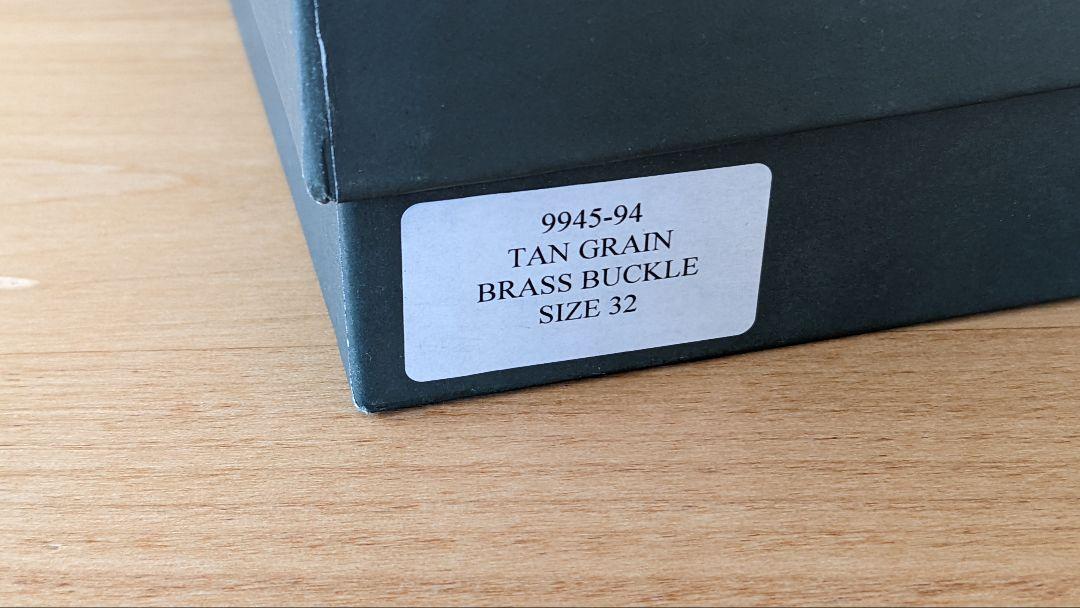 9945-94
TAN GRAIN
BRASS BUCKLE
SIZE 32